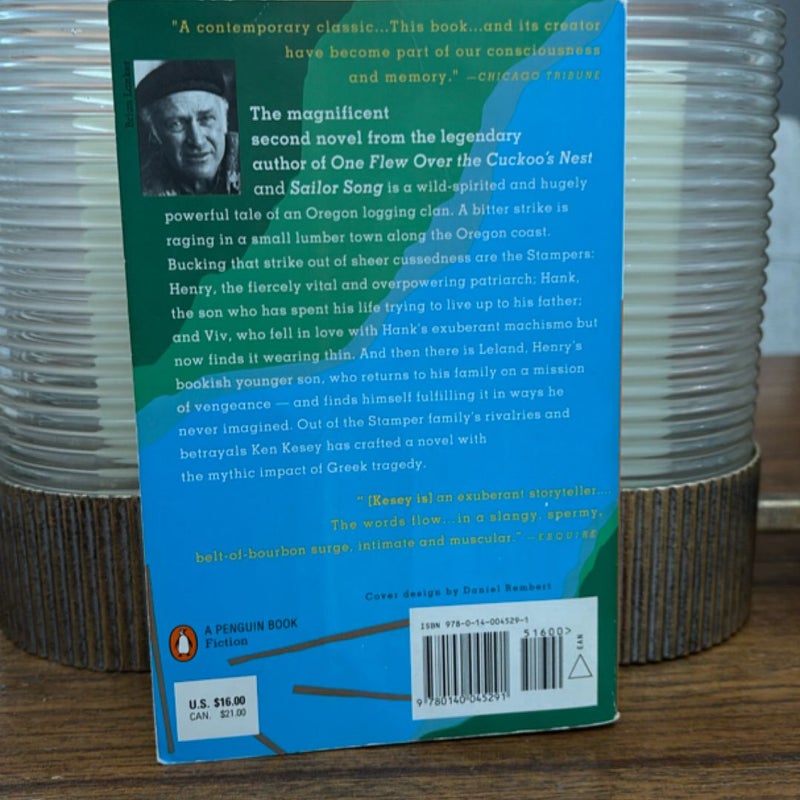 "A contemporary classic...This book...and its creator
have become part of our consciousness
and memory." —CHICAGO TRIBUNE
The magnificent
second novel from the legendary
author of One Flew Over the Cuckoo's Nest
and Sailor Song is a wild-spirited and hugely
powerful tale of an Oregon logging clan. A bitter strike is
raging in a small lumber town along the Oregon coast.
Bucking that strike out of sheer cussedness are the Stampers:
Henry, the fiercely vital and overpowering patriarch; Hank,
the son who has spent his life trying to live up to his father;
and Viv, who fell in love with Hank's exuberant machismo but
now finds it wearing thin. And then there is Leland, Henry's
bookish younger son, who returns to his family on a mission
of vengeance — and finds himself fulfilling it in ways he
never imagined. Out of the Stamper family's rivalries and
betrayals Ken Kesey has crafted a novel with
the mythic impact of Greek tragedy.
" [Kesey is] an exuberant storyteller....
The words flow...in a slangy, spermy,
belt-of-bourbon surge, intimate and muscular." —ESQUIRE
Cover design by Daniel Rembert
A PENGUIN BOOK
Fiction
U.S. $16.00
CAN. $21.00
ISBN 978-0-14-004529-1
51600>
EAN
9 780140 045291